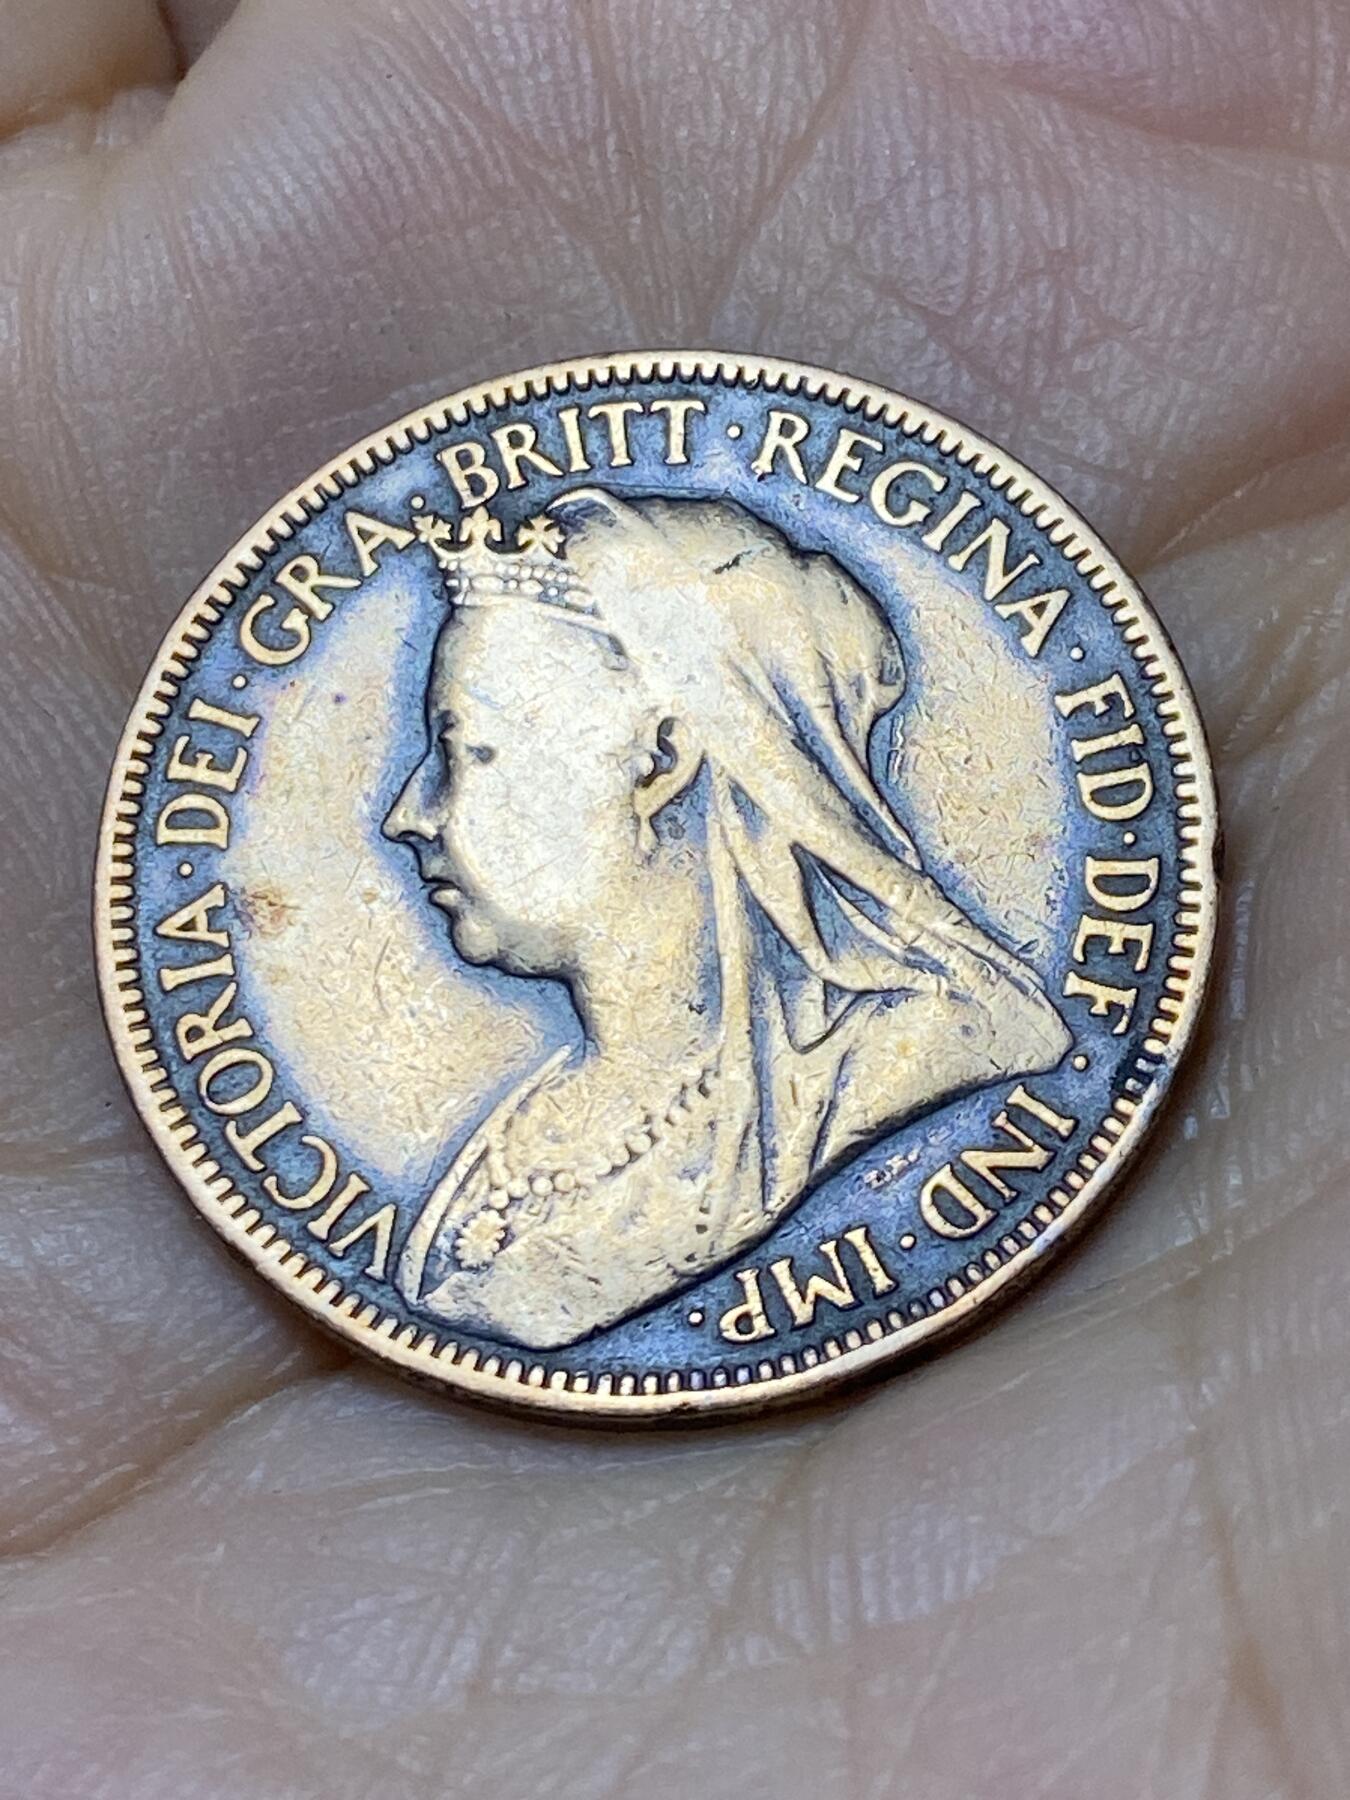 VICTORIA · DEI · GRA · BRITT · REGINA · FID · DEF · IND · IMP ·